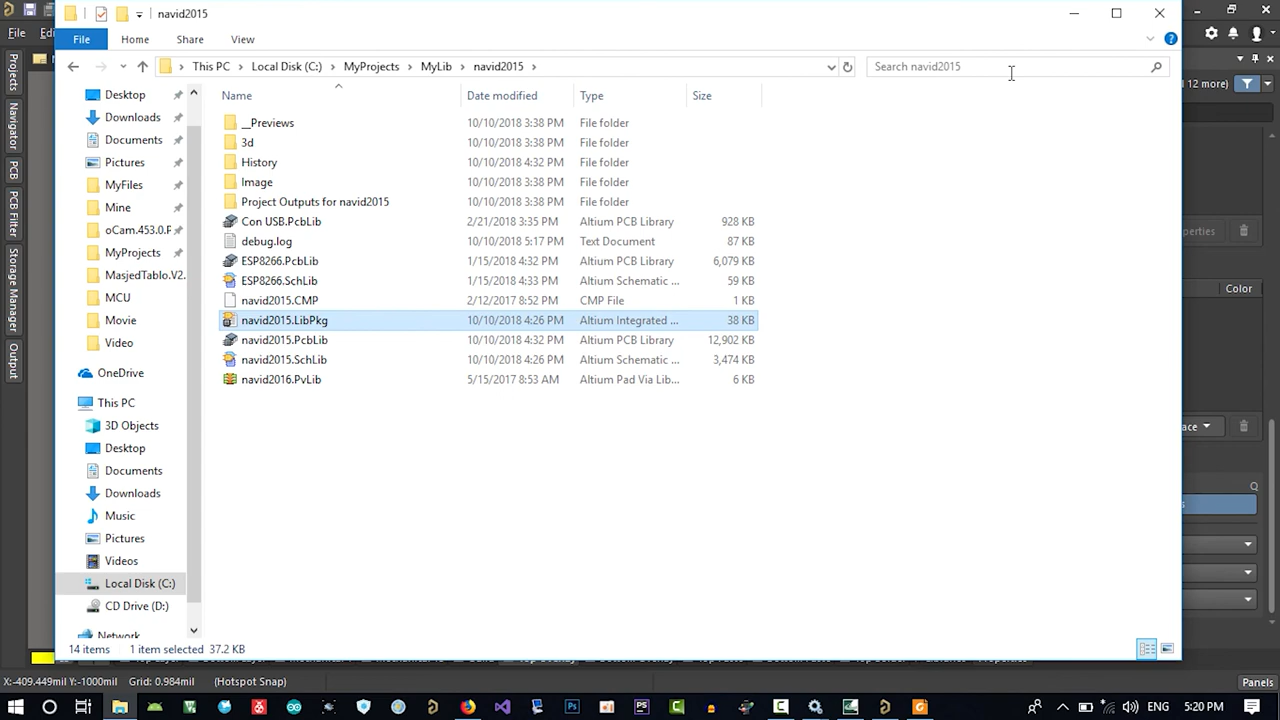 navid2015
File
Home
Share
View
This PC
Local Disk (C:)
MyProjects
MyLib
navid2015
Search navid2015
Name
Date modified
Type
Size
Desktop
Downloads
Documents
Pictures
MyFiles
Mine
oCam.453.0.F
MyProjects
MasjedTablo.V2.
MCU
Movie
Video
OneDrive
This PC
3D Objects
Desktop
Documents
Downloads
Music
Pictures
Videos
Local Disk (C:)
CD Drive (D:)
Network
__Previews 10/10/2018 3:38 PM File folder
3d 10/10/2018 3:38 PM File folder
History 10/10/2018 4:32 PM File folder
Image 10/10/2018 3:38 PM File folder
Project Outputs for navid2015 10/10/2018 3:38 PM File folder
Con USB.PcbLib 2/21/2018 3:35 PM Altium PCB Library 928 KB
debug.log 10/10/2018 5:17 PM Text Document 87 KB
ESP8266.PcbLib 1/15/2018 4:32 PM Altium PCB Library 6,079 KB
ESP8266.SchLib 1/15/2018 4:33 PM Altium Schematic ... 59 KB
navid2015.CMP 2/12/2017 8:52 PM CMP File 1 KB
navid2015.LibPkg 10/10/2018 4:26 PM Altium Integrated ... 38 KB
navid2015.PcbLib 10/10/2018 4:32 PM Altium PCB Library 12,902 KB
navid2015.SchLib 10/10/2018 4:26 PM Altium Schematic ... 3,474 KB
navid2016.PvLib 5/15/2017 8:53 AM Altium Pad Via Lib... 6 KB
14 items 1 item selected 37.2 KB
File
Projects
Navigator
PCB
PCB Filter
Storage Manager
Output
12 more)
perties
Color
ace
X:-409.449mil Y:-1000mil Grid: 0.984mil (Hotspot Snap)
Panels
ENG 5:20 PM